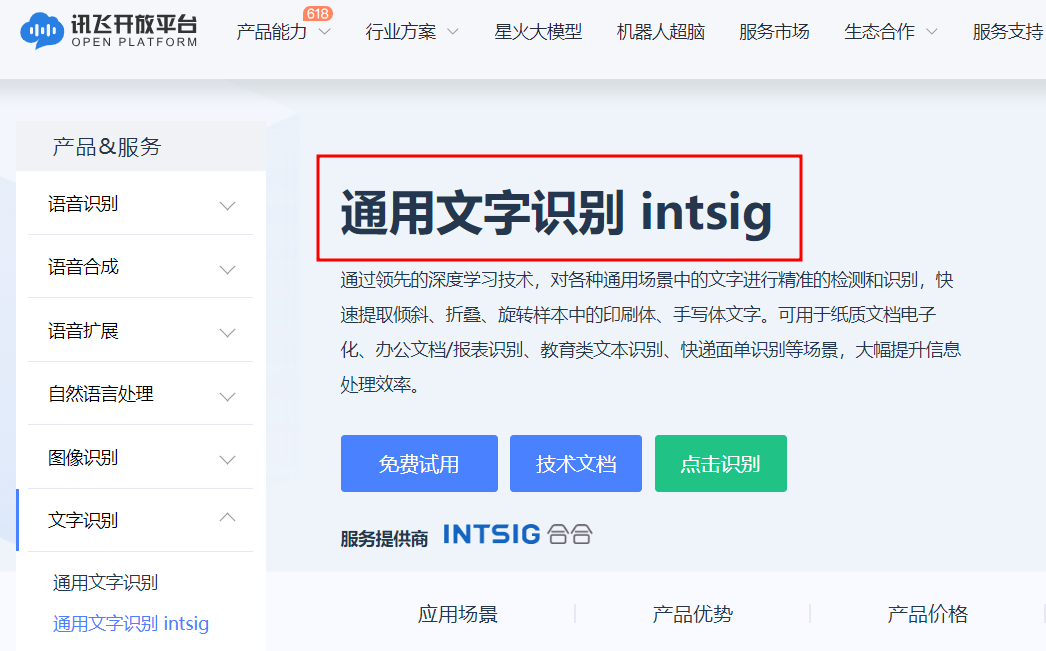 讯飞开放平台
OPEN PLATFORM
产品能力 618 行业方案 星火大模型 机器人超脑 服务市场 生态合作 服务支持
产品&服务
语音识别
语音合成
语音扩展
自然语言处理
图像识别
文字识别
通用文字识别
通用文字识别 intsig
通用文字识别 intsig
通过领先的深度学习技术，对各种通用场景中的文字进行精准的检测和识别，快
速提取倾斜、折叠、旋转样本中的印刷体、手写体文字。可用于纸质文档电子
化、办公文档/报表识别、教育类文本识别、快递面单识别等场景，大幅提升信息
处理效率。
免费试用 技术文档 点击识别
服务提供商 INTSIG 合合
应用场景 产品优势 产品价格